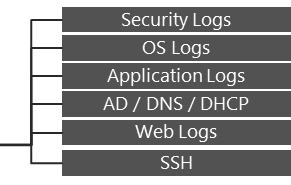 Security Logs
OS Logs
Application Logs
AD / DNS / DHCP
Web Logs
SSH